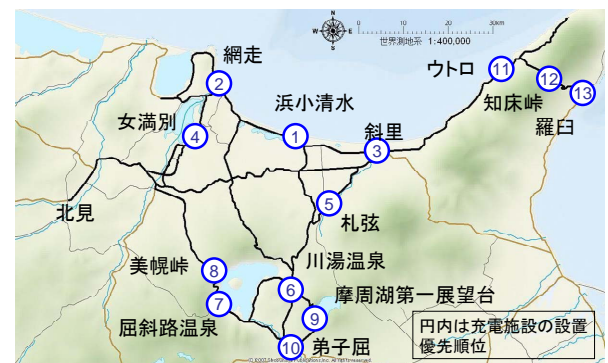 N
W
E
S
0
10
20
30km
世界測地系 1:400,000
網走
②
ウトロ
⑪
浜小清水
知床峠
⑫
⑬
羅臼
女満別
④
①
斜里
③
北見
⑤
札弦
美幌峠
⑧
川湯温泉
⑥
摩周湖第一展望台
⑦
屈斜路温泉
⑨
⑩
弟子屈
円内は充電施設の設置
優先順位